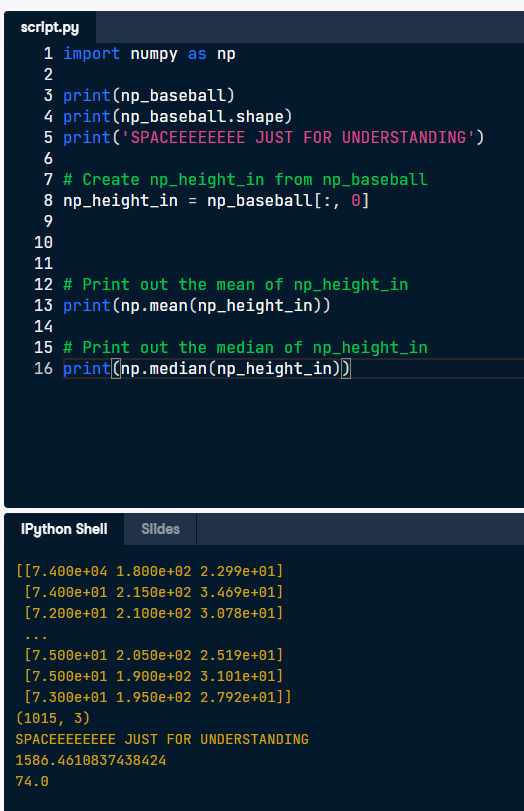 script.py
1 import numpy as np
2
3 print(np_baseball)
4 print(np_baseball.shape)
5 print('SPACEEEEEEEE JUST FOR UNDERSTANDING')
6
7 # Create np_height_in from np_baseball
8 np_height_in = np_baseball[:, 0]
9
10
11
12 # Print out the mean of np_height_in
13 print(np.mean(np_height_in))
14
15 # Print out the median of np_height_in
16 print(np.median(np_height_in))
IPython Shell Slides
[[7.400e+04 1.800e+02 2.299e+01]
[7.400e+01 2.150e+02 3.469e+01]
[7.200e+01 2.100e+02 3.078e+01]
...
[7.500e+01 2.050e+02 2.519e+01]
[7.500e+01 1.900e+02 3.101e+01]
[7.300e+01 1.950e+02 2.792e+01]]
(1015, 3)
SPACEEEEEEEE JUST FOR UNDERSTANDING
1586.4610837438424
74.0